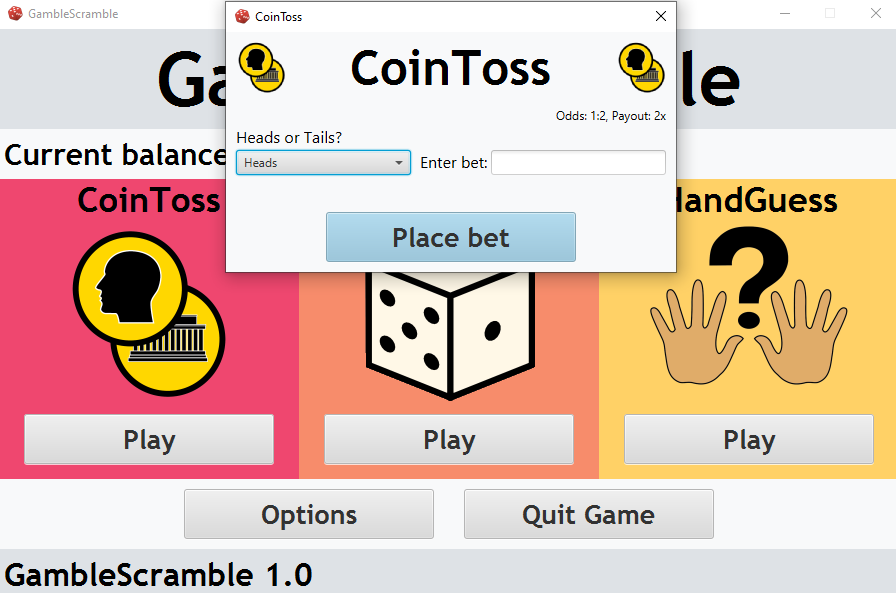 GambleScramble
CoinToss
CoinToss
Odds: 1:2, Payout: 2x
Heads or Tails?
Heads
Enter bet:
Place bet
Current balance
CoinToss
HandGuess
Play
Play
Play
Options
Quit Game
GambleScramble 1.0